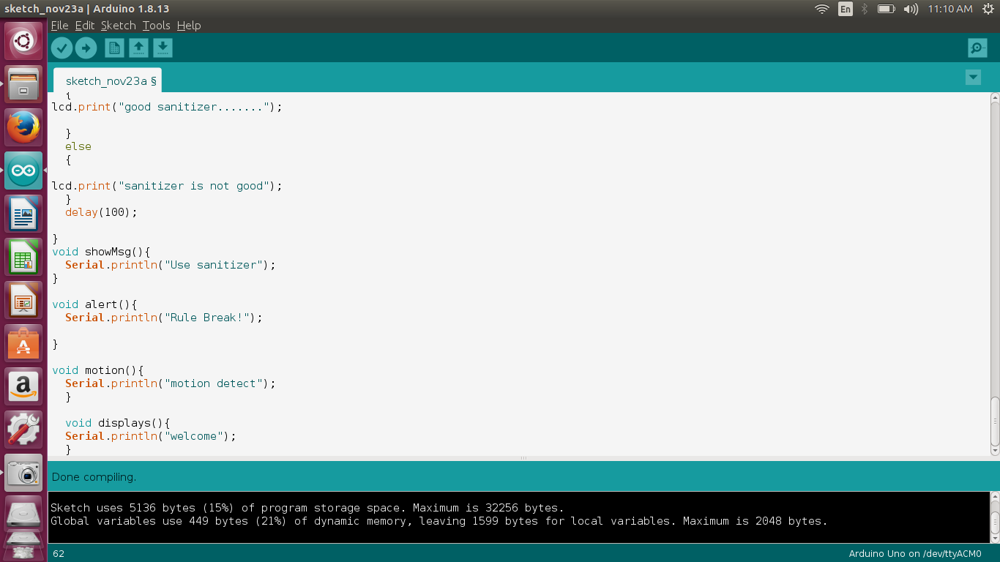 sketch_nov23a | Arduino 1.8.13
En
11:10 AM
File Edit Sketch Tools Help
sketch_nov23a §
{
lcd.print("good sanitizer.......");
}
else
{
lcd.print("sanitizer is not good");
}
delay(100);
}
void showMsg(){
Serial.println("Use sanitizer");
}
void alert(){
Serial.println("Rule Break!");
}
void motion(){
Serial.println("motion detect");
}
void displays(){
Serial.println("welcome");
}
Done compiling.
Sketch uses 5136 bytes (15%) of program storage space. Maximum is 32256 bytes.
Global variables use 449 bytes (21%) of dynamic memory, leaving 1599 bytes for local variables. Maximum is 2048 bytes.
62
Arduino Uno on /dev/ttyACM0